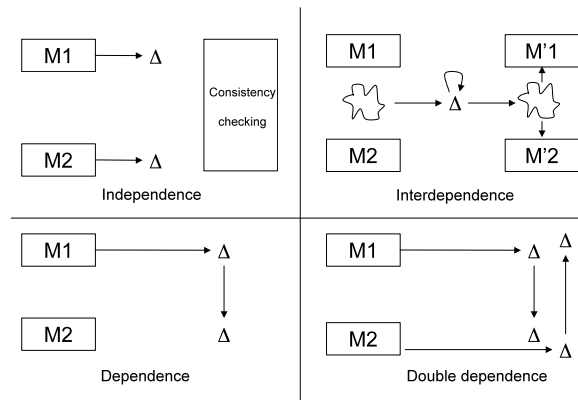 M1
Δ
Consistency
checking
M2
Δ
Independence
M1
M'1
Δ
M2
M'2
Interdependence
M1
Δ
M2
Δ
Dependence
M1
Δ
Δ
M2
Δ
Δ
Double dependence